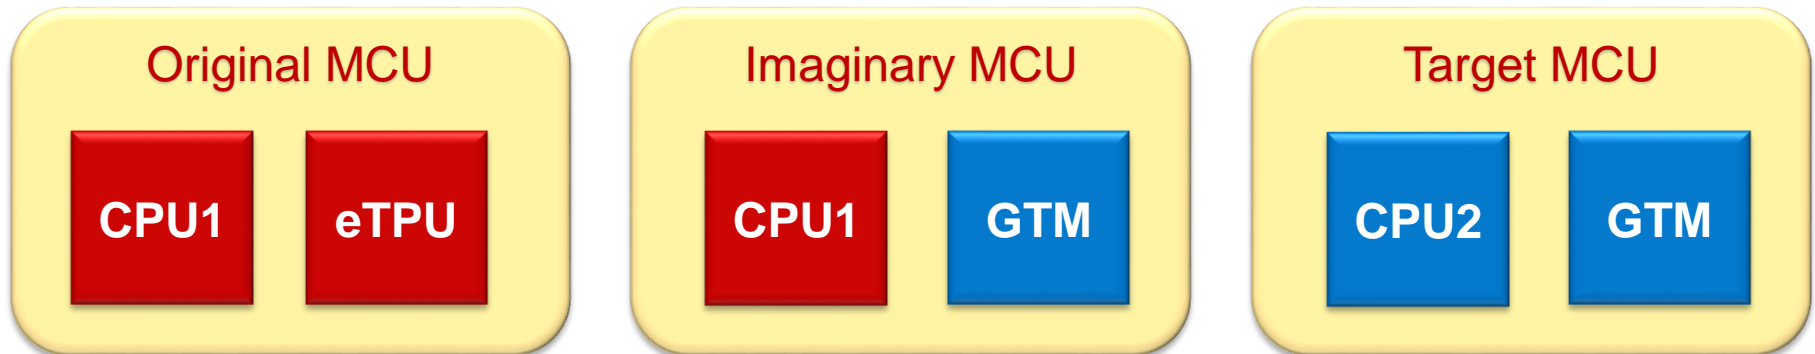 Original MCU
CPU1 eTPU
Imaginary MCU
CPU1 GTM
Target MCU
CPU2 GTM